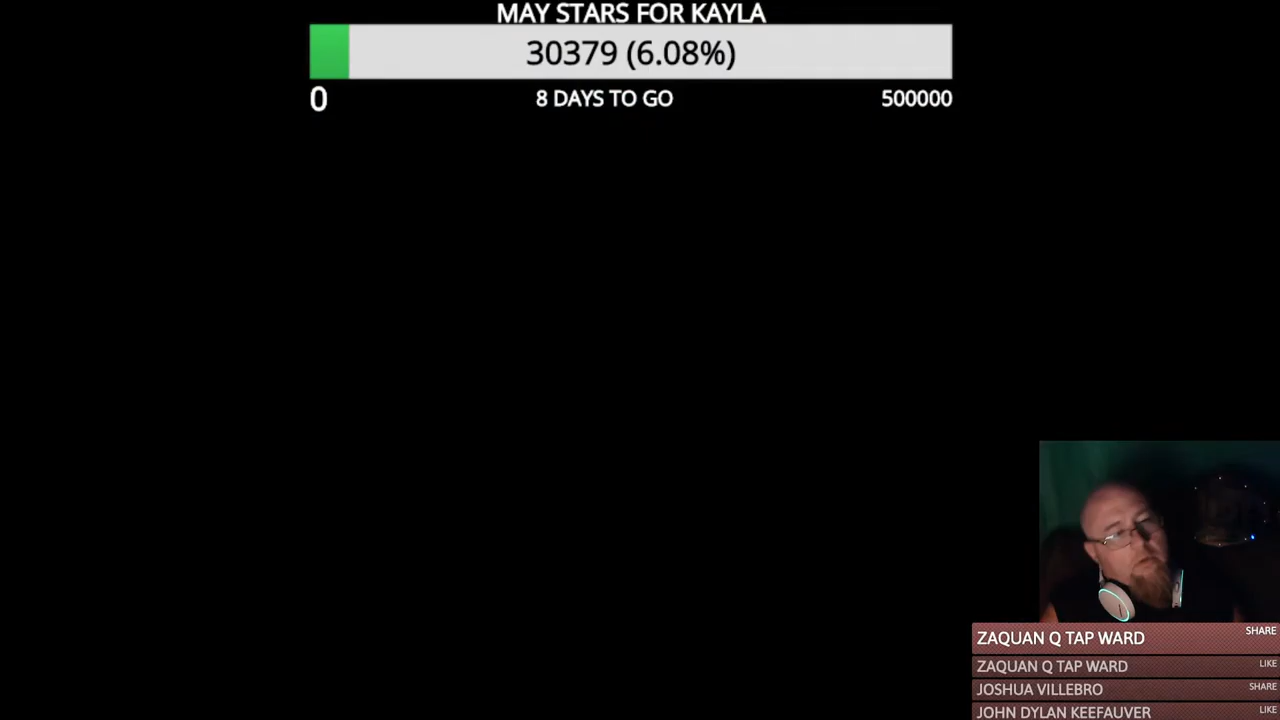 MAY STARS FOR KAYLA
30379 (6.08%)
0 8 DAYS TO GO 500000
ZAQUAN Q TAP WARD SHARE
ZAQUAN Q TAP WARD LIKE
JOSHUA VILLEBRO SHARE
JOHN DYLAN KEEFAUVER LIKE